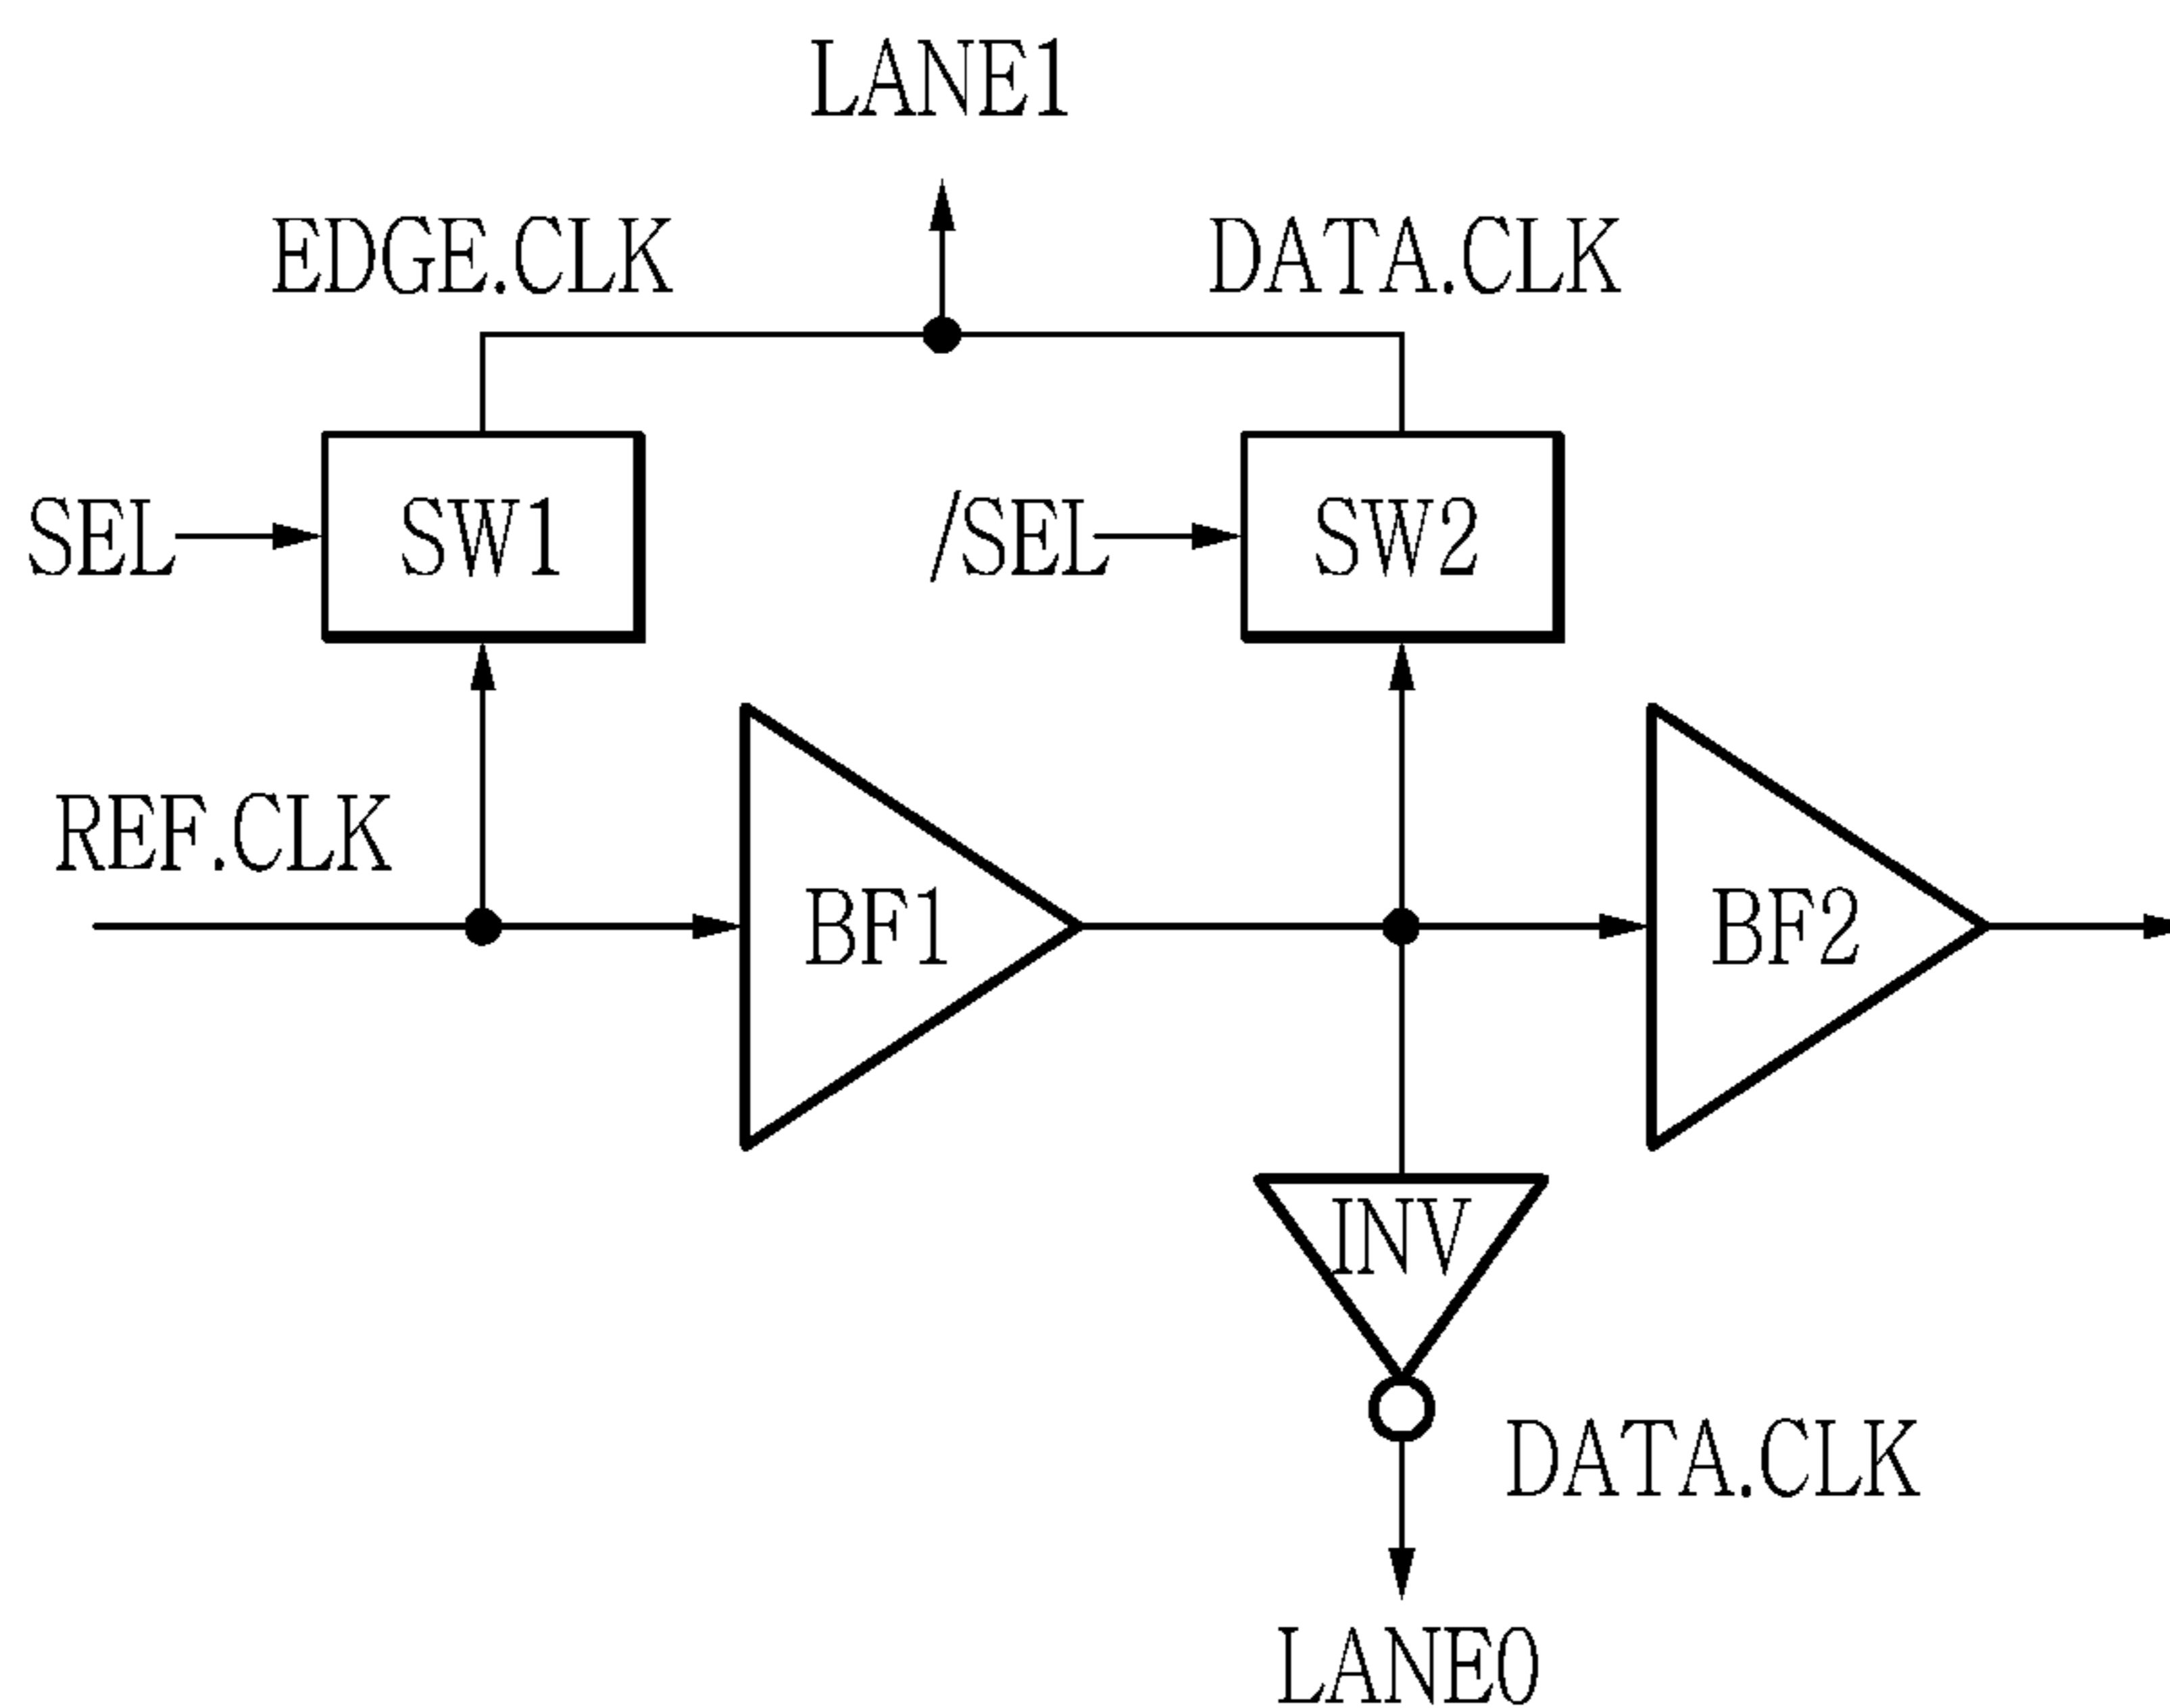 LANE1
EDGE.CLK
DATA.CLK
SEL
SW1
/SEL
SW2
REF.CLK
BF1
BF2
INV
DATA.CLK
LANE0